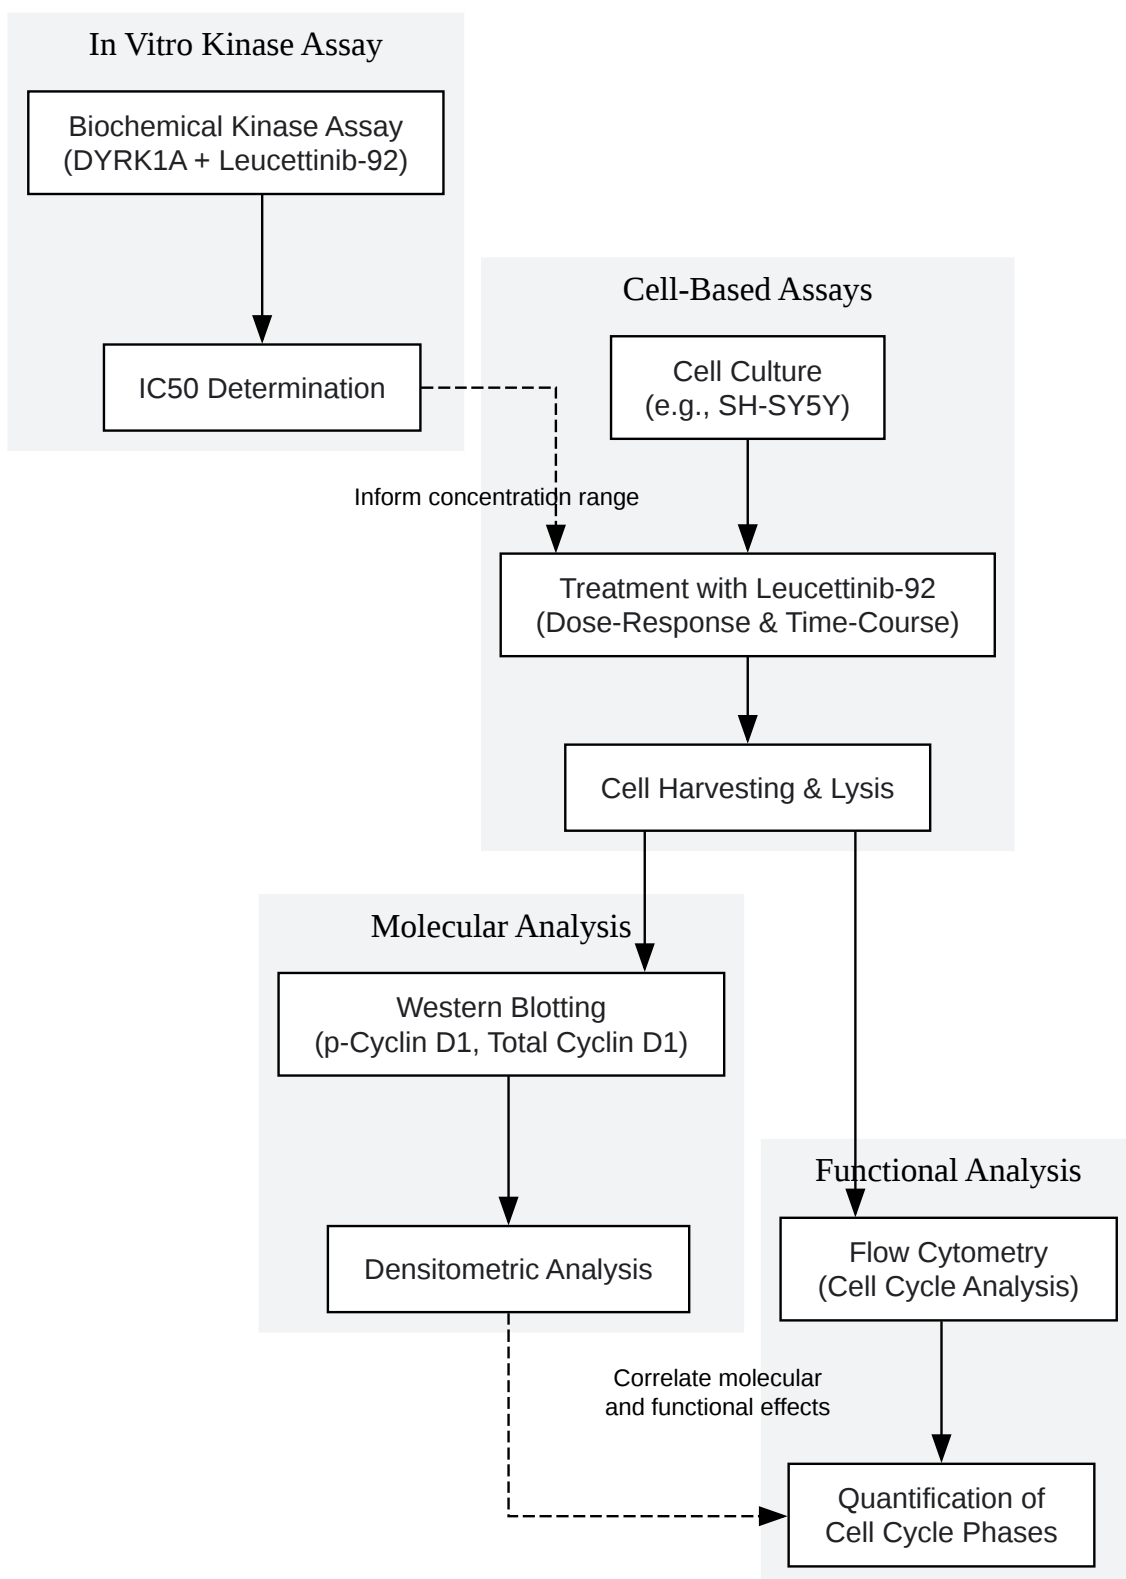 In Vitro Kinase Assay
Biochemical Kinase Assay
(DYRK1A + Leucettinib-92)
IC50 Determination
Inform concentration range
Cell-Based Assays
Cell Culture
(e.g., SH-SY5Y)
Treatment with Leucettinib-92
(Dose-Response & Time-Course)
Cell Harvesting & Lysis
Molecular Analysis
Western Blotting
(p-Cyclin D1, Total Cyclin D1)
Densitometric Analysis
Correlate molecular
and functional effects
Functional Analysis
Flow Cytometry
(Cell Cycle Analysis)
Quantification of
Cell Cycle Phases